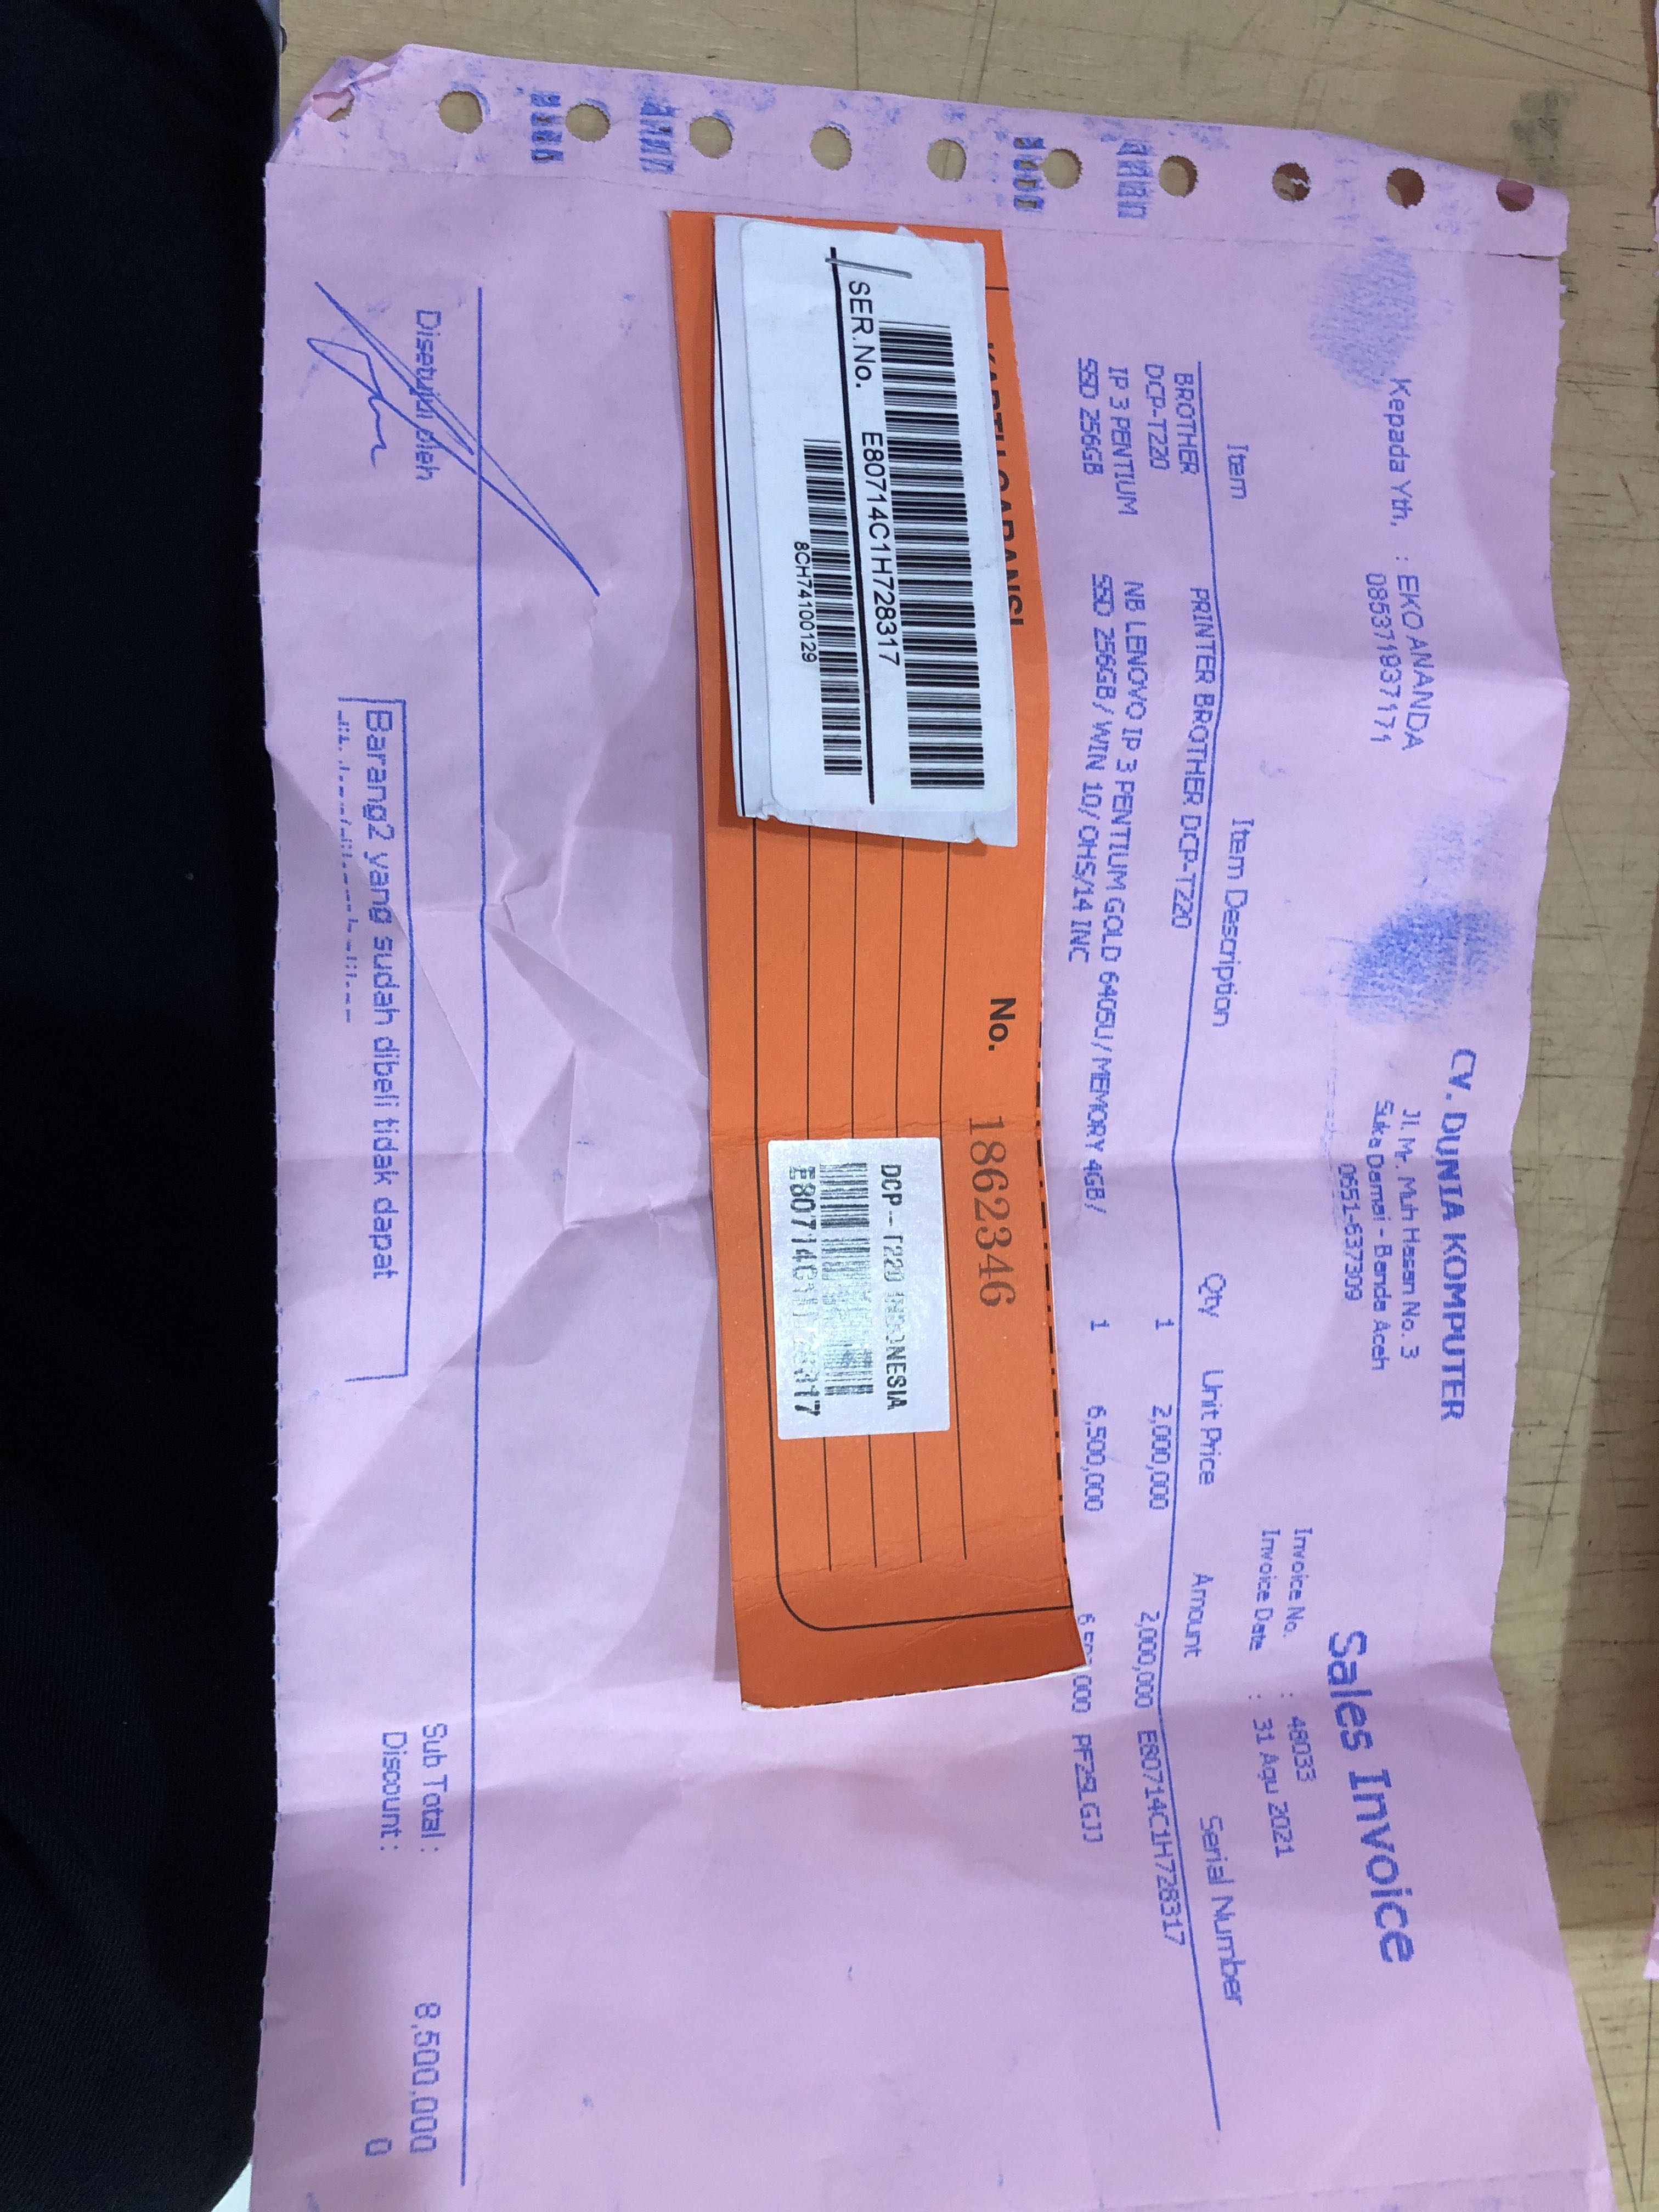 CV. DUNIA KOMPUTER
Jl. Mr. Muh Hasan No. 3
Suka Damai - Banda Aceh
0651-637309
Sales Invoice
Kepada Yth, : EKO ANANDA
085371837171
Invoice No. : 48033
Invoice Date : 31 Agu 2021
Item Item Description Qty Unit Price Amount Serial Number
BROTHER PRINTER BROTHER DCP-T220 1 2,000,000 2,000,000 E80714C1H728317
DCP-T220
IP 3 PENTIUM NB LENOVO IP 3 PENTIUM GOLD 6405U / MEMORY 4GB / 1 6,500,000
SSD 256GB SSD 256GB / WIN 10/ OHS/14 INC
KARTU GARANSI
No. 1862346
SER.No. E80714C1H728317
8CH74100129
DCP-T220 INDONESIA
Sub Total : 8,500,000
Discount : 0
Disetujui oleh
Barang2 yang sudah dibeli tidak dapat